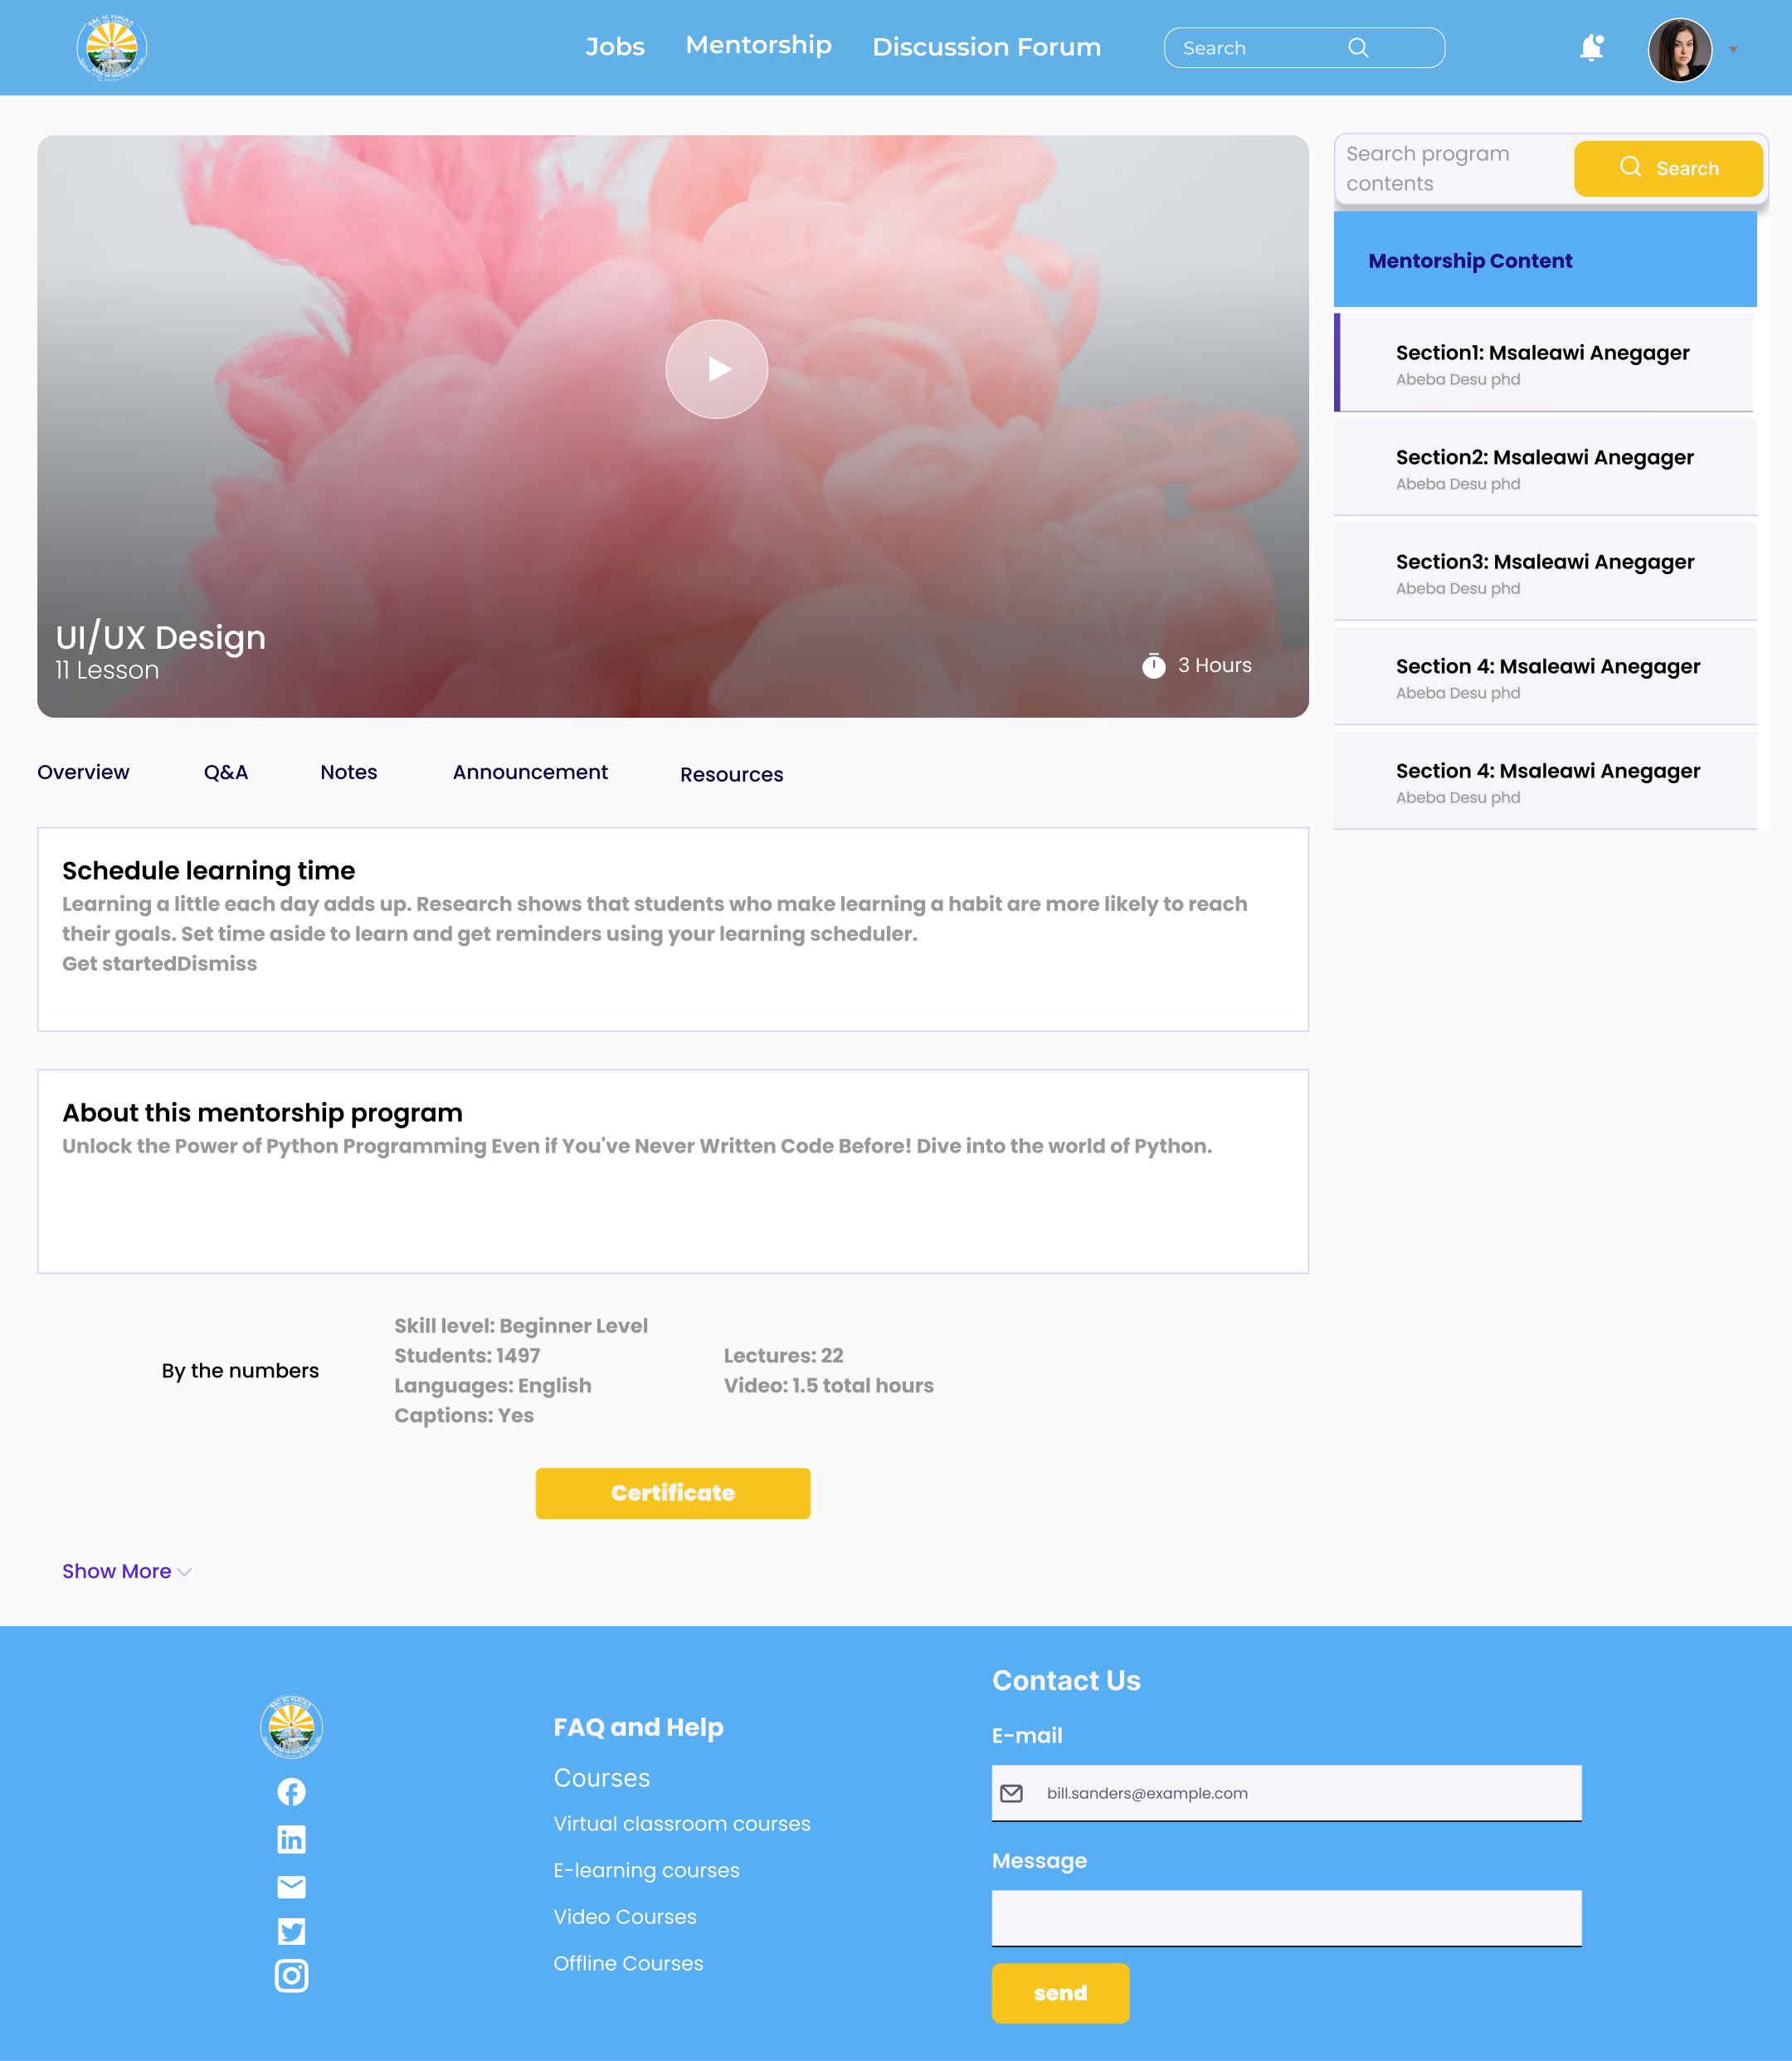 Jobs
Mentorship
Discussion Forum
Search
Search program
contents
Search
Mentorship Content
Section1: Msaleawi Anegager
Abeba Desu phd
Section2: Msaleawi Anegager
Abeba Desu phd
Section3: Msaleawi Anegager
Abeba Desu phd
Section 4: Msaleawi Anegager
Abeba Desu phd
Section 4: Msaleawi Anegager
Abeba Desu phd
UI/UX Design
11 Lesson
3 Hours
Overview
Q&A
Notes
Announcement
Resources
Schedule learning time
Learning a little each day adds up. Research shows that students who make learning a habit are more likely to reach
their goals. Set time aside to learn and get reminders using your learning scheduler.
Get startedDismiss
About this mentorship program
Unlock the Power of Python Programming Even if You've Never Written Code Before! Dive into the world of Python.
By the numbers
Skill level: Beginner Level
Students: 1497
Languages: English
Captions: Yes
Lectures: 22
Video: 1.5 total hours
Certificate
Show More
FAQ and Help
Courses
Virtual classroom courses
E-learning courses
Video Courses
Offline Courses
Contact Us
E-mail
bill.sanders@example.com
Message
send